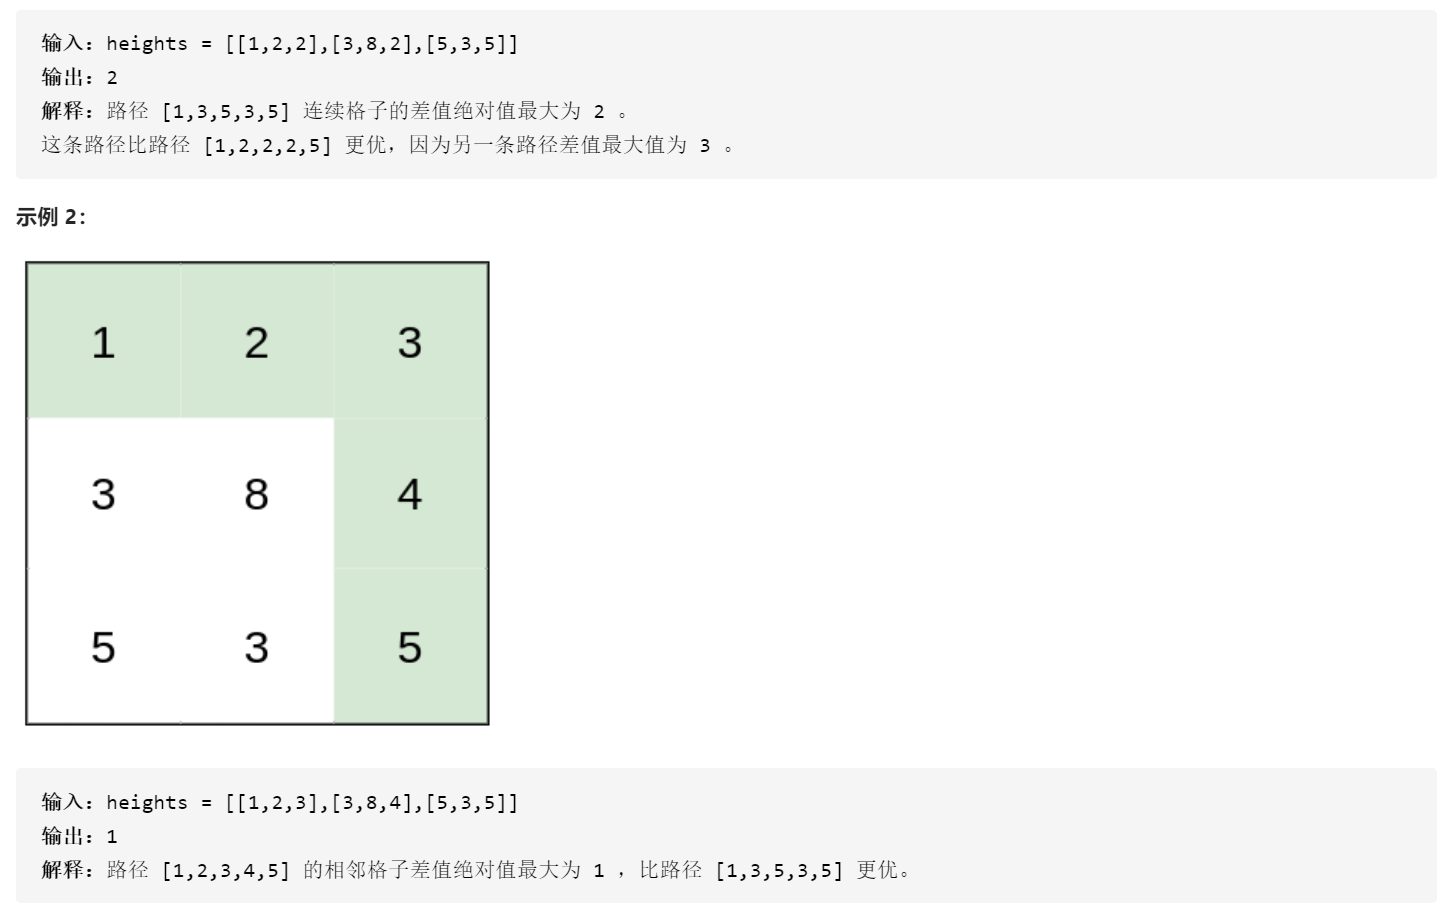 输入：heights = [[1,2,2],[3,8,2],[5,3,5]]
输出：2
解释：路径 [1,3,5,3,5] 连续格子的差值绝对值最大为 2 。
这条路径比路径 [1,2,2,2,5] 更优，因为另一条路径差值最大值为 3 。
示例 2：
1 2 3
3 8 4
5 3 5
输入：heights = [[1,2,3],[3,8,4],[5,3,5]]
输出：1
解释：路径 [1,2,3,4,5] 的相邻格子差值绝对值最大为 1 ，比路径 [1,3,5,3,5] 更优。